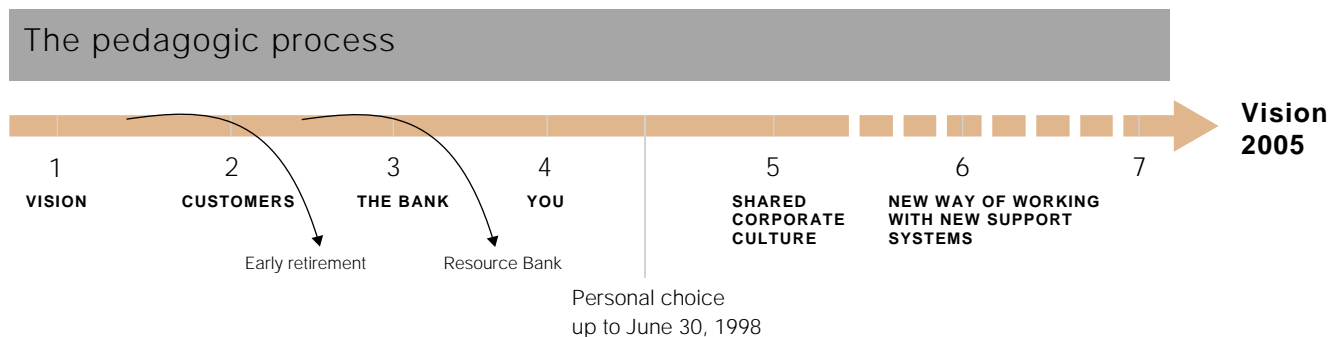 The pedagogic process
Vision
2005
1
2
3
4
5
6
7
VISION
CUSTOMERS
THE BANK
YOU
SHARED
CORPORATE
CULTURE
NEW WAY OF WORKING
WITH NEW SUPPORT
SYSTEMS
Early retirement
Resource Bank
Personal choice
up to June 30, 1998